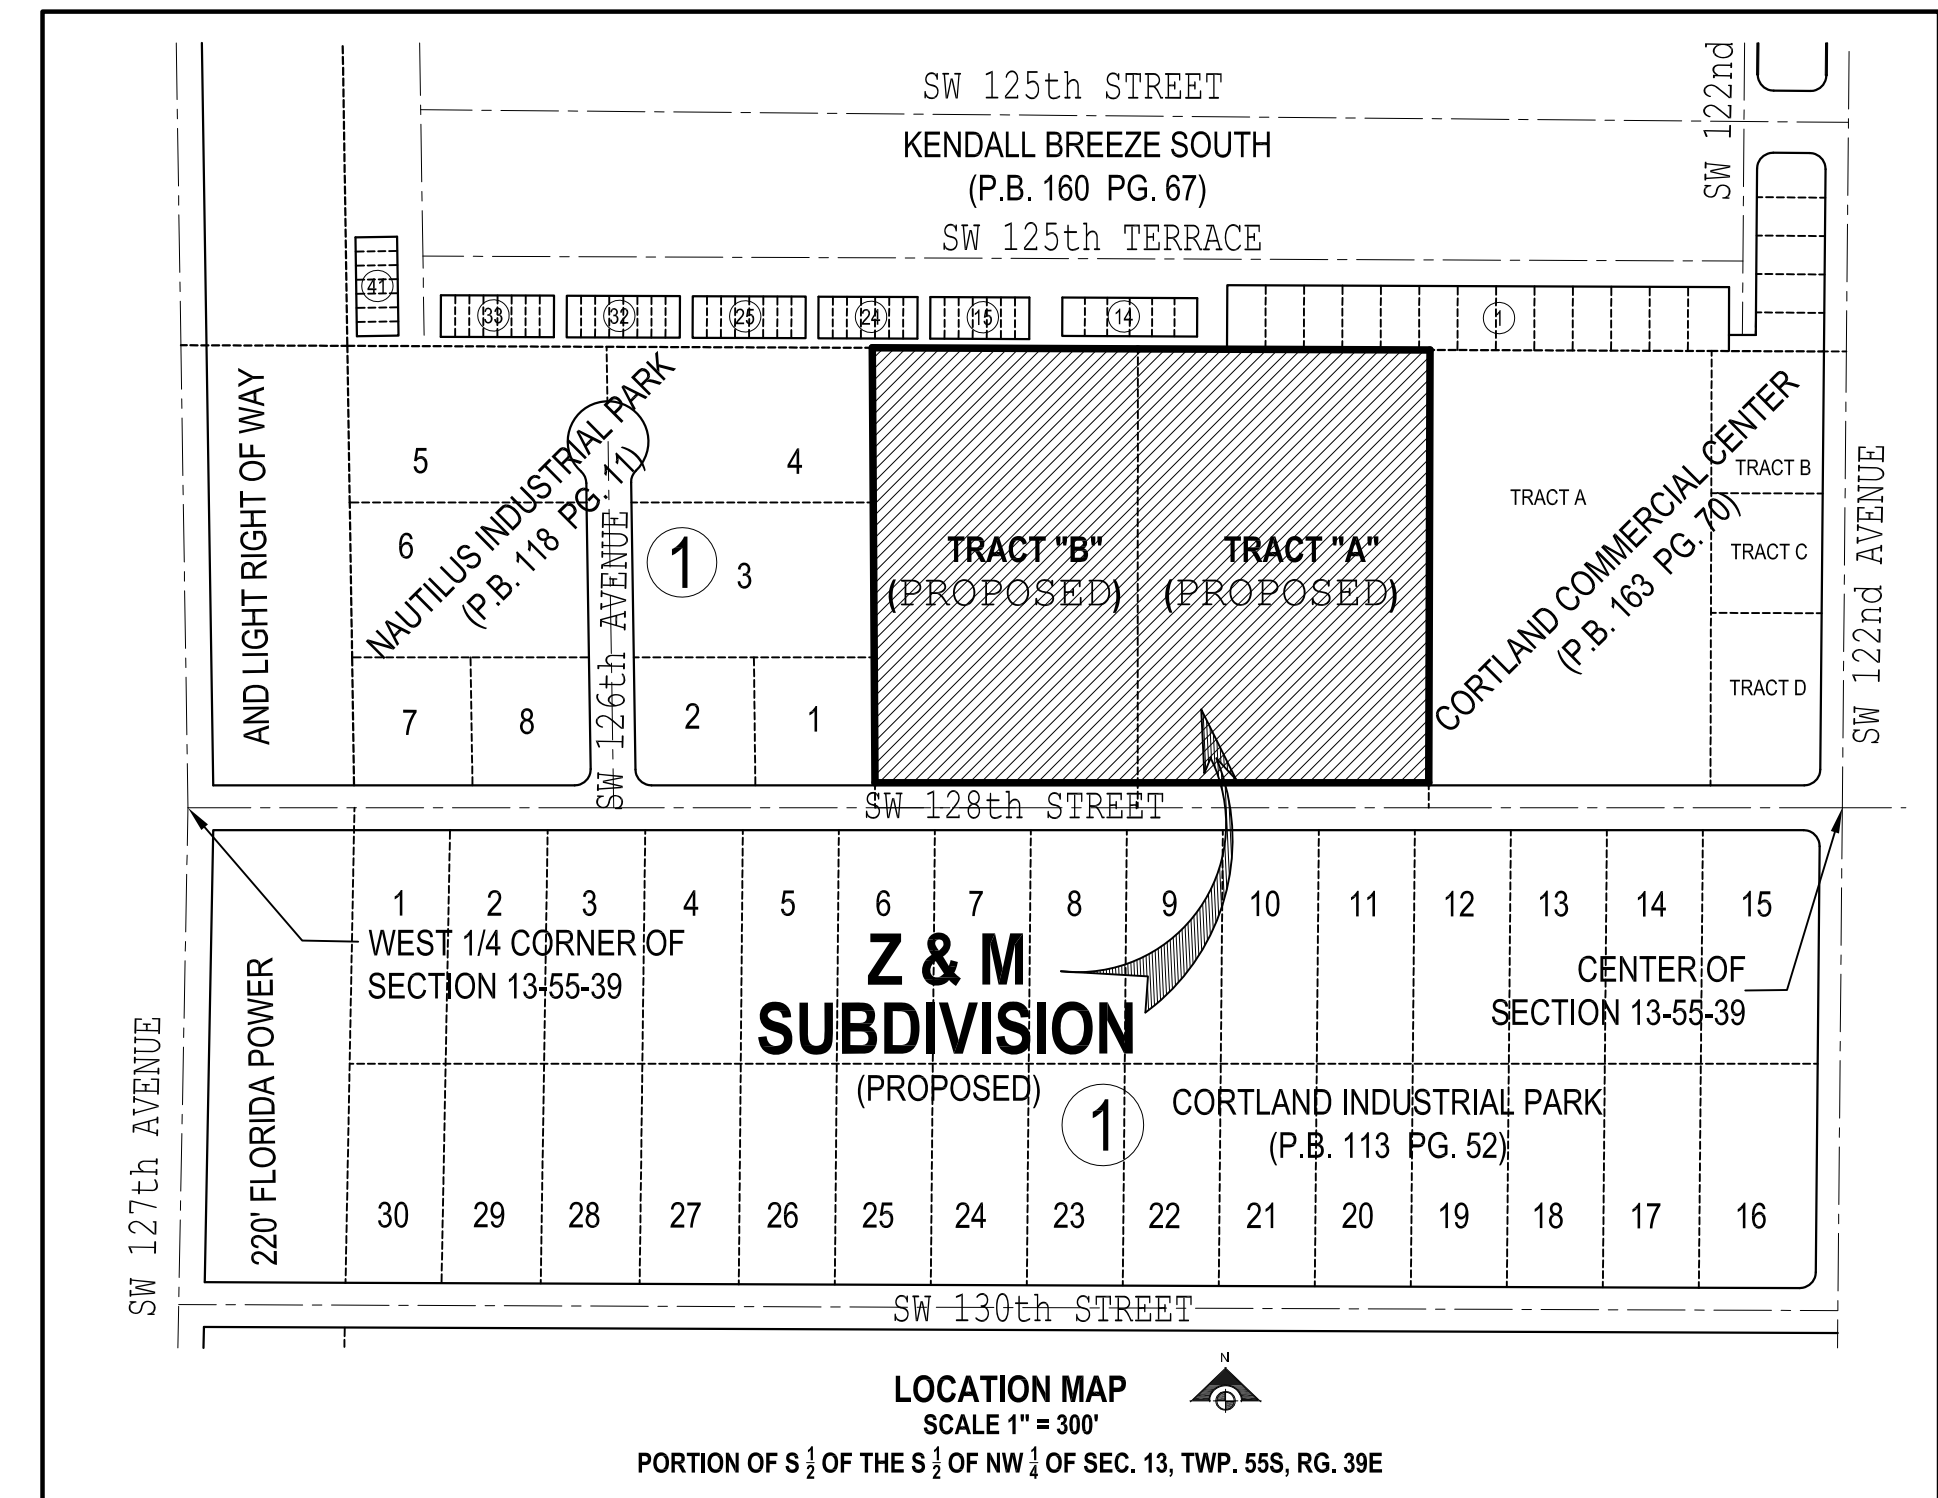 SW 125th STREET
SW 122nd
KENDALL BREEZE SOUTH
(P.B. 160 PG. 67)
SW 125th TERRACE
41
33
32
25
24
15
14
1
AND LIGHT RIGHT OF WAY
NAUTILUS INDUSTRIAL PARK
(P.B. 118 PG. 11)
5
4
6
1
3
7
8
2
1
SW 126th AVENUE
TRACT "B"
(PROPOSED)
TRACT "A"
(PROPOSED)
TRACT A
CORTLAND COMMERCIAL CENTER
(P.B. 163 PG. 70)
TRACT B
TRACT C
TRACT D
SW 122nd AVENUE
SW 128th STREET
1 2 3 4 5 6 7 8 9 10 11 12 13 14 15
WEST 1/4 CORNER OF
SECTION 13-55-39
Z & M
SUBDIVISION
(PROPOSED)
CENTER OF
SECTION 13-55-39
1
CORTLAND INDUSTRIAL PARK
(P.B. 113 PG. 52)
SW 127th AVENUE
220' FLORIDA POWER
30 29 28 27 26 25 24 23 22 21 20 19 18 17 16
SW 130th STREET
N
LOCATION MAP
SCALE 1" = 300'
PORTION OF S 1/2 OF THE S 1/2 OF NW 1/4 OF SEC. 13, TWP. 55S, RG. 39E